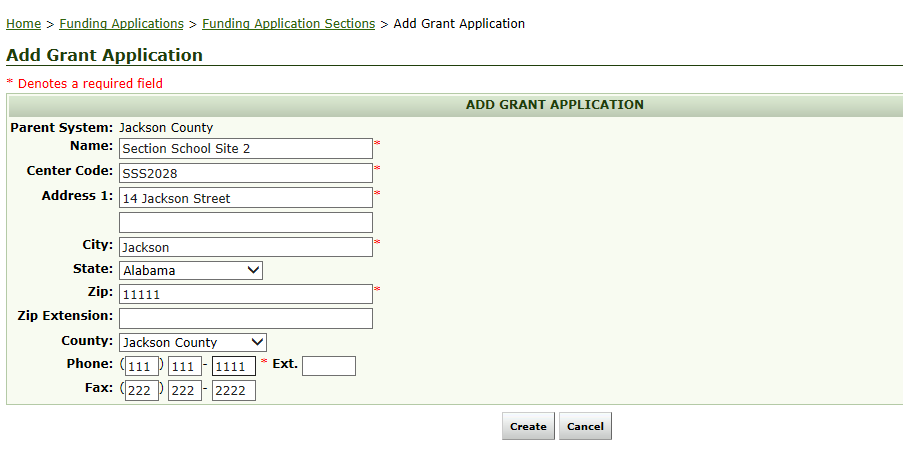 Home > Funding Applications > Funding Application Sections > Add Grant Application
Add Grant Application
* Denotes a required field
ADD GRANT APPLICATION
Parent System: Jackson County
Name: Section School Site 2 *
Center Code: SSS2028 *
Address 1: 14 Jackson Street *
City: Jackson *
State: Alabama
Zip: 11111 *
Zip Extension:
County: Jackson County
Phone: (111) 111 - 1111 * Ext.
Fax: (222) 222 - 2222
Create Cancel